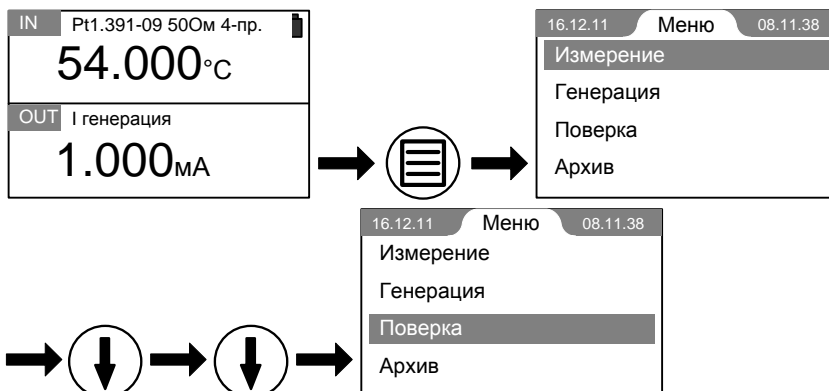 IN Pt1.391-09 50Ом 4-пр.
54.000°C
OUT I генерация
1.000мА
16.12.11 Меню 08.11.38
Измерение
Генерация
Поверка
Архив
16.12.11 Меню 08.11.38
Измерение
Генерация
Поверка
Архив